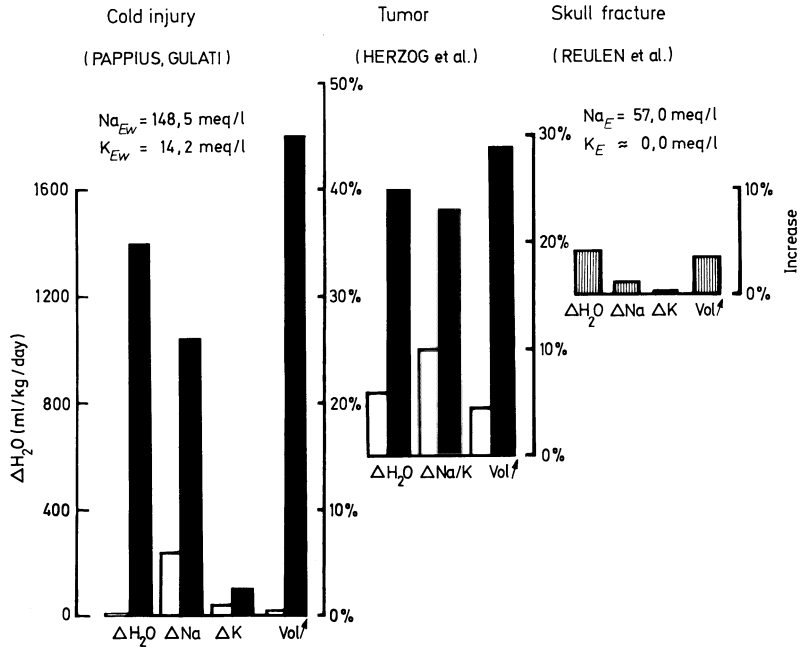 Cold injury
(PAPPIUS, GULATI)
Na_Ew = 148,5 meq/l
K_Ew = 14,2 meq/l
Tumor
(HERZOG et al.)
Skull fracture
(REULEN et al.)
Na_E = 57,0 meq/l
K_E ≈ 0,0 meq/l
ΔH₂O (ml/kg/day)
1600
1200
800
400
0
50%
40%
30%
20%
10%
0%
ΔH₂O ΔNa ΔK Vol↗
30%
20%
10%
0%
ΔH₂O ΔNa/K Vol↗
10%
0%
Increase
ΔH₂O ΔNa ΔK Vol↗